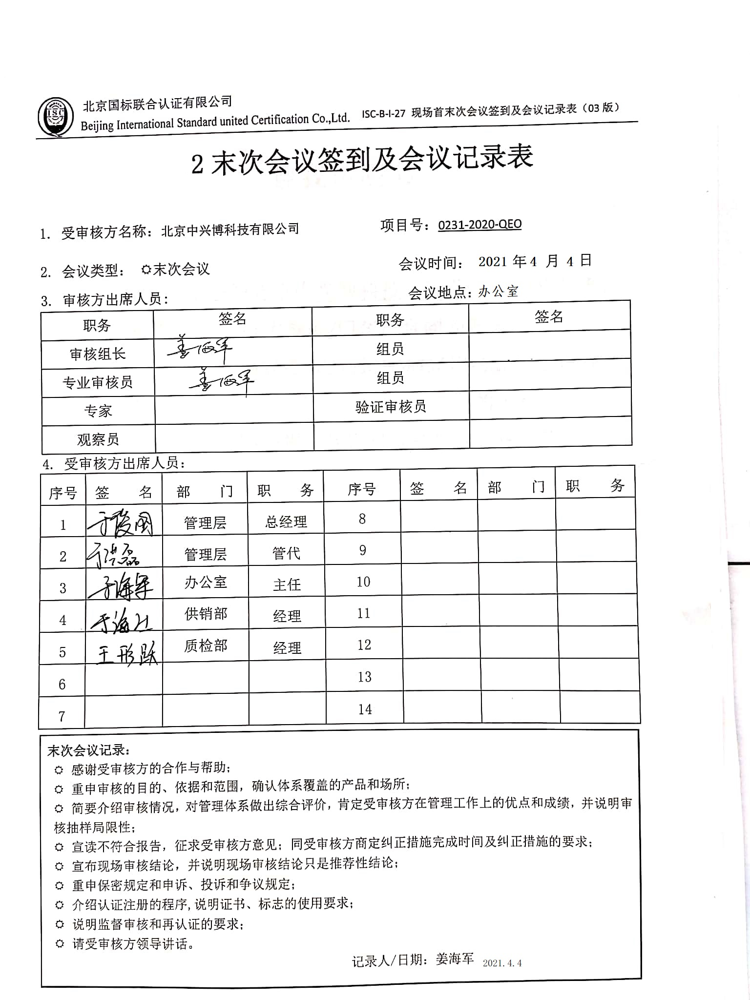 ISC
北京国标联合认证有限公司
Beijing International Standard united Certification Co.,Ltd. ISC-B-I-27 现场首末次会议签到及会议记录表（03 版）
2 末次会议签到及会议记录表
1. 受审核方名称：北京中兴博科技有限公司 项目号：0231-2020-QEO
2. 会议类型： 末次会议 会议时间： 2021 年 4 月 4 日
3. 审核方出席人员： 会议地点：办公室
职务 签名 职务 签名
审核组长 姜海军 组员
专业审核员 姜海军 组员
专家 验证审核员
观察员
4. 受审核方出席人员：
序号 签 名 部 门 职 务 序号 签 名 部 门 职 务
1 管理层 总经理 8
2 于洪磊 管理层 管代 9
3 于海军 办公室 主任 10
4 供销部 经理 11
5 质检部 经理 12
6 13
7 14
末次会议记录：
感谢受审核方的合作与帮助；
重申审核的目的、依据和范围，确认体系覆盖的产品和场所；
简要介绍审核情况，对管理体系做出综合评价，肯定受审核方在管理工作上的优点和成绩，并说明审
核抽样局限性；
宣读不符合报告，征求受审核方意见；同受审核方商定纠正措施完成时间及纠正措施的要求；
宣布现场审核结论，并说明现场审核结论只是推荐性结论；
重申保密规定和申诉、投诉和争议规定；
介绍认证注册的程序,说明证书、标志的使用要求；
说明监督审核和再认证的要求；
请受审核方领导讲话。
记录人/日期：姜海军 2021.4.4